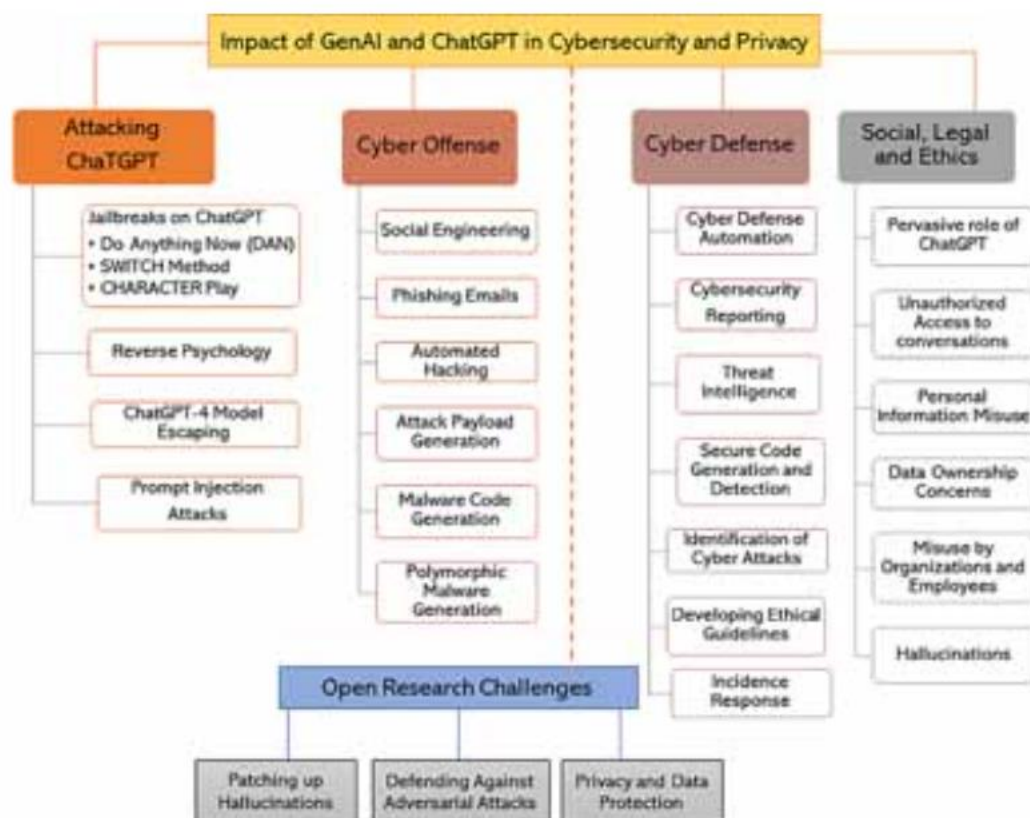 Impact of GenAI and ChatGPT in Cybersecurity and Privacy
Attacking
ChaTGPT
Jailbreaks on ChatGPT
• Do Anything Now (DAN)
• SWITCH Method
• CHARACTER Play
Reverse Psychology
ChatGPT-4 Model
Escaping
Prompt Injection
Attacks
Cyber Offense
Social Engineering
Phishing Emails
Automated
Hacking
Attack Payload
Generation
Malware Code
Generation
Polymorphic
Malware
Generation
Cyber Defense
Cyber Defense
Automation
Cybersecurity
Reporting
Threat
Intelligence
Secure Code
Generation and
Detection
Identification of
Cyber Attacks
Developing Ethical
Guidelines
Incidence
Response
Social, Legal
and Ethics
Pervasive role of
ChatGPT
Unauthorized
Access to
conversations
Personal
Information Misuse
Data Ownership
Concerns
Misuse by
Organizations and
Employees
Hallucinations
Open Research Challenges
Patching up
Hallucinations
Defending Against
Adversarial Attacks
Privacy and Data
Protection